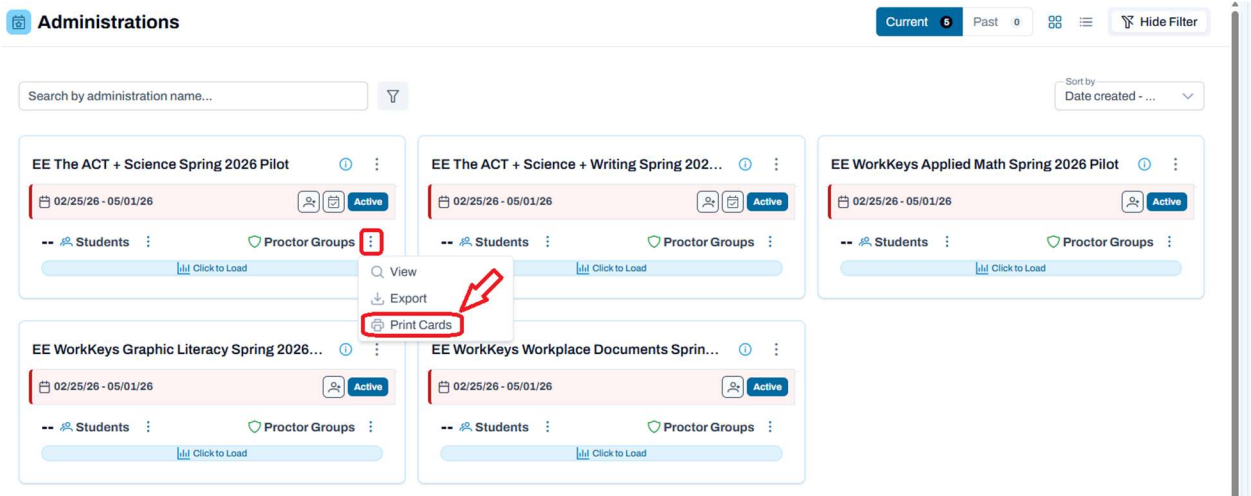 Administrations
Current 5 Past 0 Hide Filter
Search by administration name...
Sort by
Date created - ...
EE The ACT + Science Spring 2026 Pilot
02/25/26 - 05/01/26 Active
-- Students Proctor Groups
Click to Load
View
Export
Print Cards
EE The ACT + Science + Writing Spring 202...
02/25/26 - 05/01/26 Active
-- Students Proctor Groups
Click to Load
EE WorkKeys Applied Math Spring 2026 Pilot
02/25/26 - 05/01/26 Active
-- Students Proctor Groups
Click to Load
EE WorkKeys Graphic Literacy Spring 2026...
02/25/26 - 05/01/26 Active
-- Students Proctor Groups
Click to Load
EE WorkKeys Workplace Documents Sprin...
02/25/26 - 05/01/26 Active
-- Students Proctor Groups
Click to Load